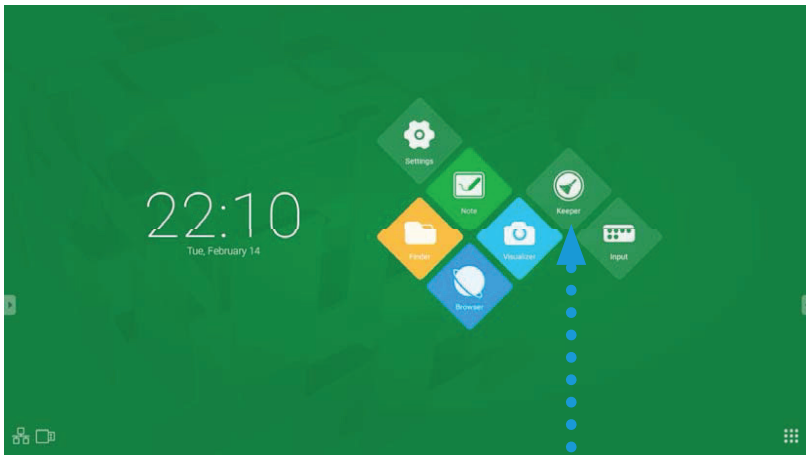 22:10
Tue, February 14
Settings
Note
Keeper
Finder
Visualizer
Input
Browser